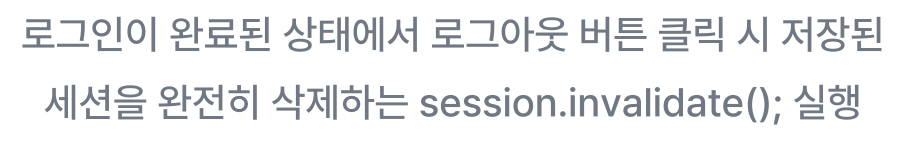 로그인이 완료된 상태에서 로그아웃 버튼 클릭 시 저장된
세션을 완전히 삭제하는 session.invalidate(); 실행